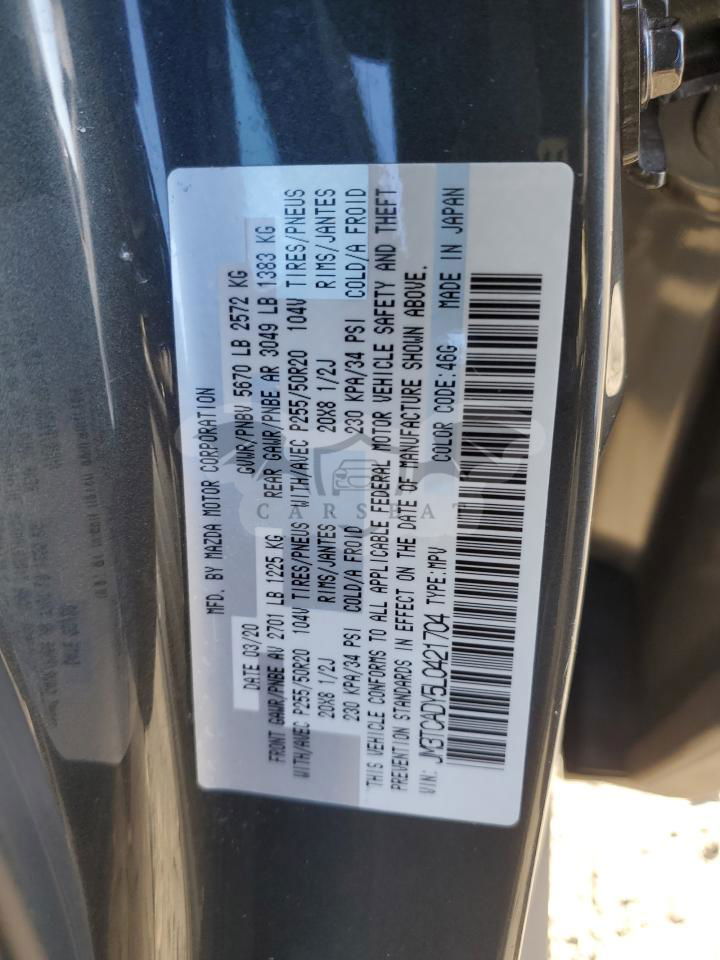 MFD. BY MAZDA MOTOR CORPORATION
DATE 03/20 GVWR/PNBV 5670 LB 2572 KG
FRONT GAWR/PNBE AV 2701 LB 1225 KG REAR GAWR/PNBE AR 3049 LB 1383 KG
WITH/AVEC P255/50R20 104V TIRES/PNEUS WITH/AVEC P255/50R20 104V TIRES/PNEUS
20X8 1/2J RIMS/JANTES 20X8 1/2J RIMS/JANTES
230 KPA/34 PSI COLD/A FROID 230 KPA/34 PSI COLD/A FROID
THIS VEHICLE CONFORMS TO ALL APPLICABLE FEDERAL MOTOR VEHICLE SAFETY AND THEFT
PREVENTION STANDARDS IN EFFECT ON THE DATE OF MANUFACTURE SHOWN ABOVE.
VIN: JM3TCADY5L0421704 TYPE:MPV COLOR CODE:46G MADE IN JAPAN
CARSEAT